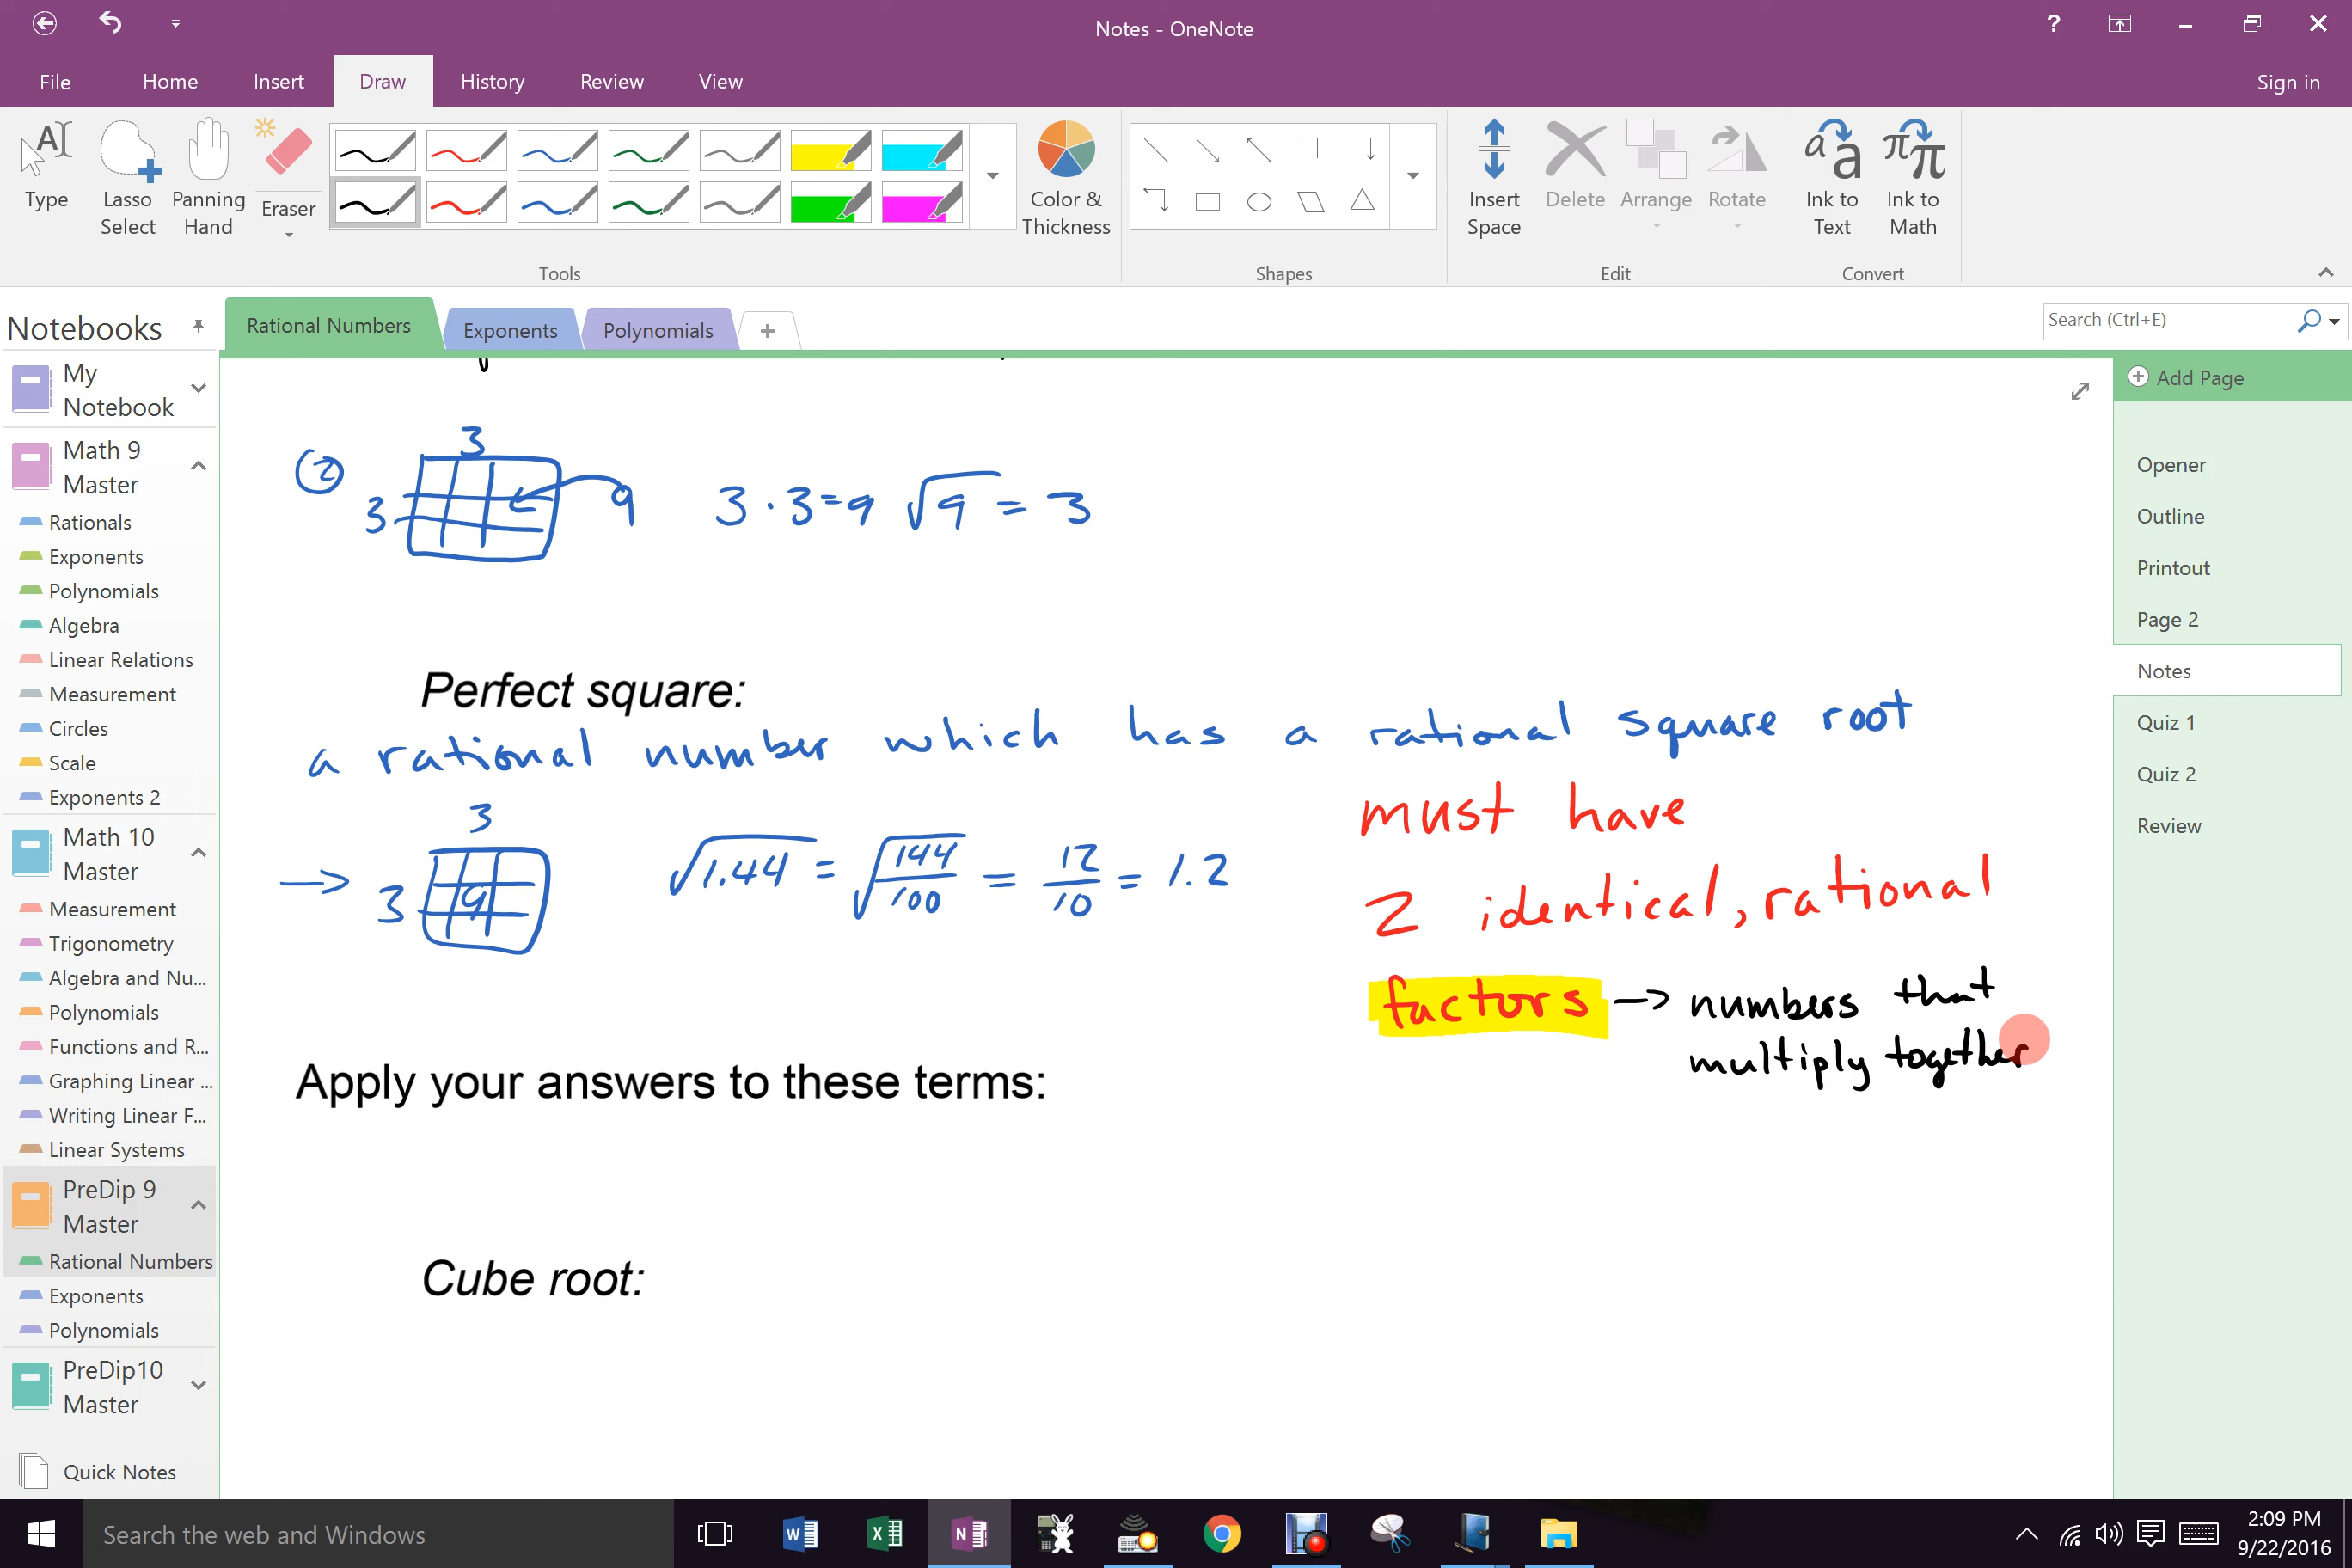 Notes - OneNote
?
File Home Insert Draw History Review View Sign in
Type Lasso Select Panning Hand Eraser Color & Thickness Insert Space Delete Arrange Rotate Ink to Text Ink to Math
Tools Shapes Edit Convert
Notebooks Rational Numbers Exponents Polynomials + Search (Ctrl+E)
My Notebook
Math 9 Master
Rationals
Exponents
Polynomials
Algebra
Linear Relations
Measurement
Circles
Scale
Exponents 2
Math 10 Master
Measurement
Trigonometry
Algebra and Nu...
Polynomials
Functions and R...
Graphing Linear ...
Writing Linear F...
Linear Systems
PreDip 9 Master
Rational Numbers
Exponents
Polynomials
PreDip10 Master
Quick Notes
3
② 3 9 3 · 3 = 9 √9 = 3
Perfect square:
a rational number which has a rational square root
must have
3
→ 3 9 √1.44 = √144/100 = 12/10 = 1.2
2 identical, rational
factors → numbers that
multiply together
Apply your answers to these terms:
Cube root:
Add Page
Opener
Outline
Printout
Page 2
Notes
Quiz 1
Quiz 2
Review
Search the web and Windows
2:09 PM
9/22/2016